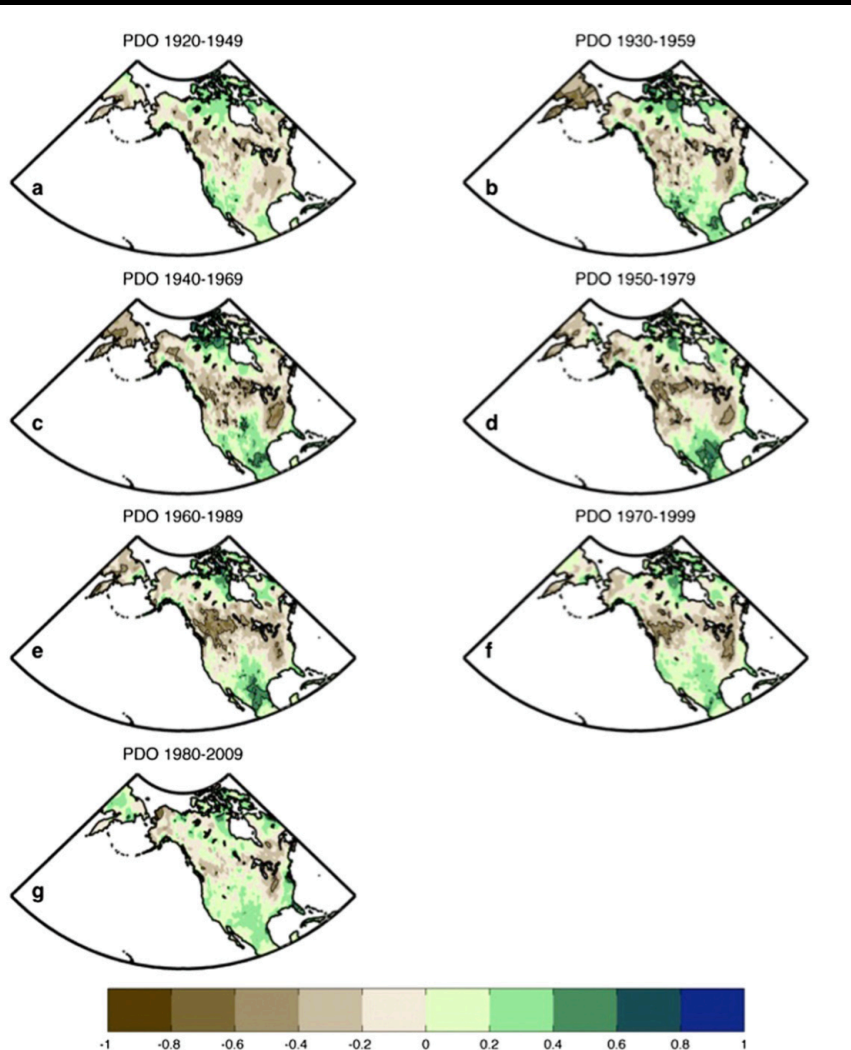 PDO 1920-1949
PDO 1930-1959
a
b
PDO 1940-1969
PDO 1950-1979
c
d
PDO 1960-1989
PDO 1970-1999
e
f
PDO 1980-2009
g
-1 -0.8 -0.6 -0.4 -0.2 0 0.2 0.4 0.6 0.8 1